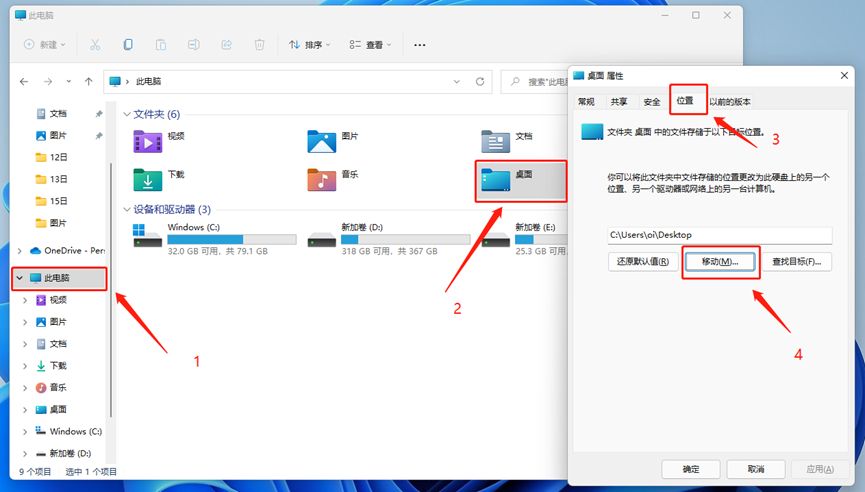 此电脑
新建
排序
查看
此电脑
搜索"此电脑
文档
图片
12日
13日
15日
图片
OneDrive - Pers
此电脑
视频
图片
文档
下载
音乐
桌面
Windows (C:)
新加卷 (D:)
9 个项目 选中 1 个项目
文件夹 (6)
视频
图片
文档
下载
音乐
桌面
设备和驱动器 (3)
Windows (C:)
32.0 GB 可用，共 79.1 GB
新加卷 (D:)
318 GB 可用，共 367 GB
新加卷 (E:)
25.3 GB 可用,
1
2
桌面 属性
常规 共享 安全 位置 以前的版本
文件夹 桌面 中的文件存储于以下目标位置。
3
你可以将此文件夹中文件存储的位置更改为此硬盘上的另一个
位置、另一个驱动器或网络上的另一台计算机。
C:\Users\oi\Desktop
还原默认值(R) 移动(M)... 查找目标(F)...
4
确定 取消 应用(A)